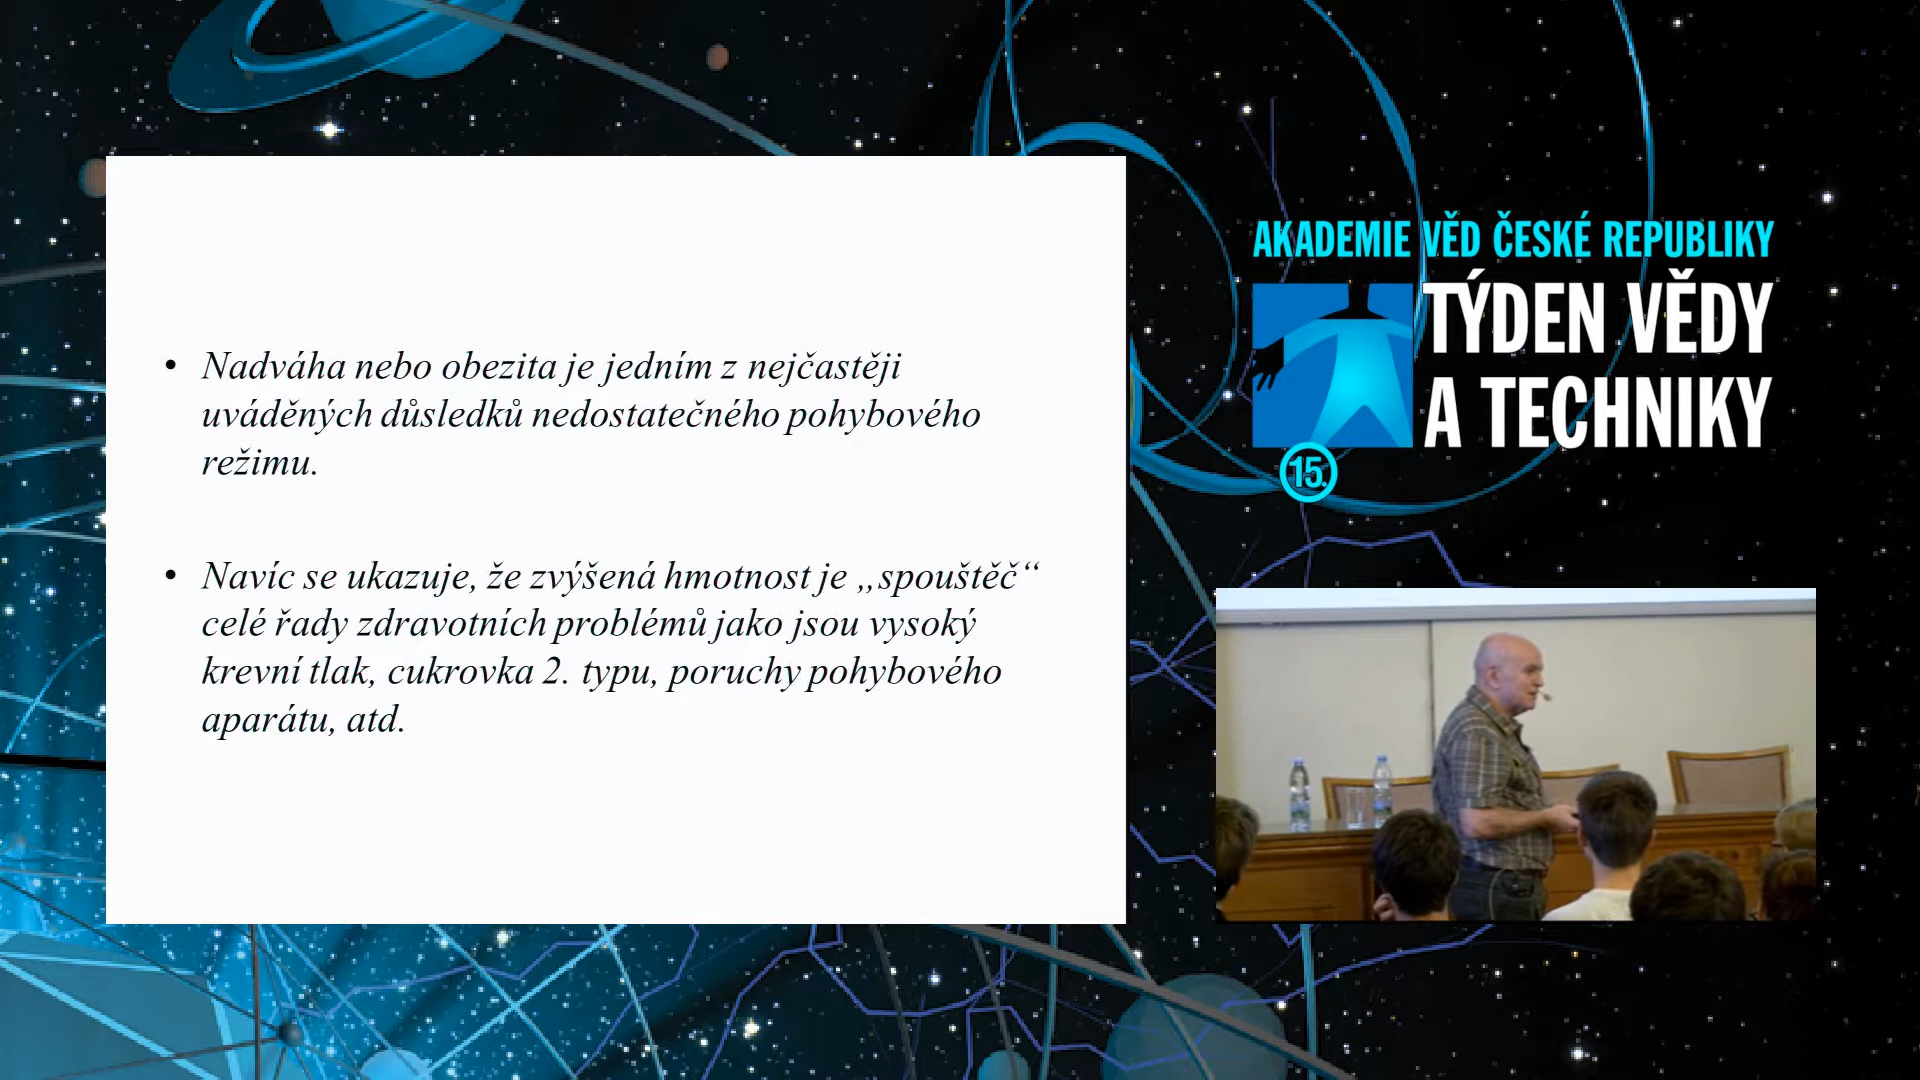 • Nadváha nebo obezita je jedním z nejčastěji
uváděných důsledků nedostatečného pohybového
režimu.
• Navíc se ukazuje, že zvýšená hmotnost je „spouštěč“
celé řady zdravotních problémů jako jsou vysoký
krevní tlak, cukrovka 2. typu, poruchy pohybového
aparátu, atd.
AKADEMIE VĚD ČESKÉ REPUBLIKY
TÝDEN VĚDY
A TECHNIKY
15.